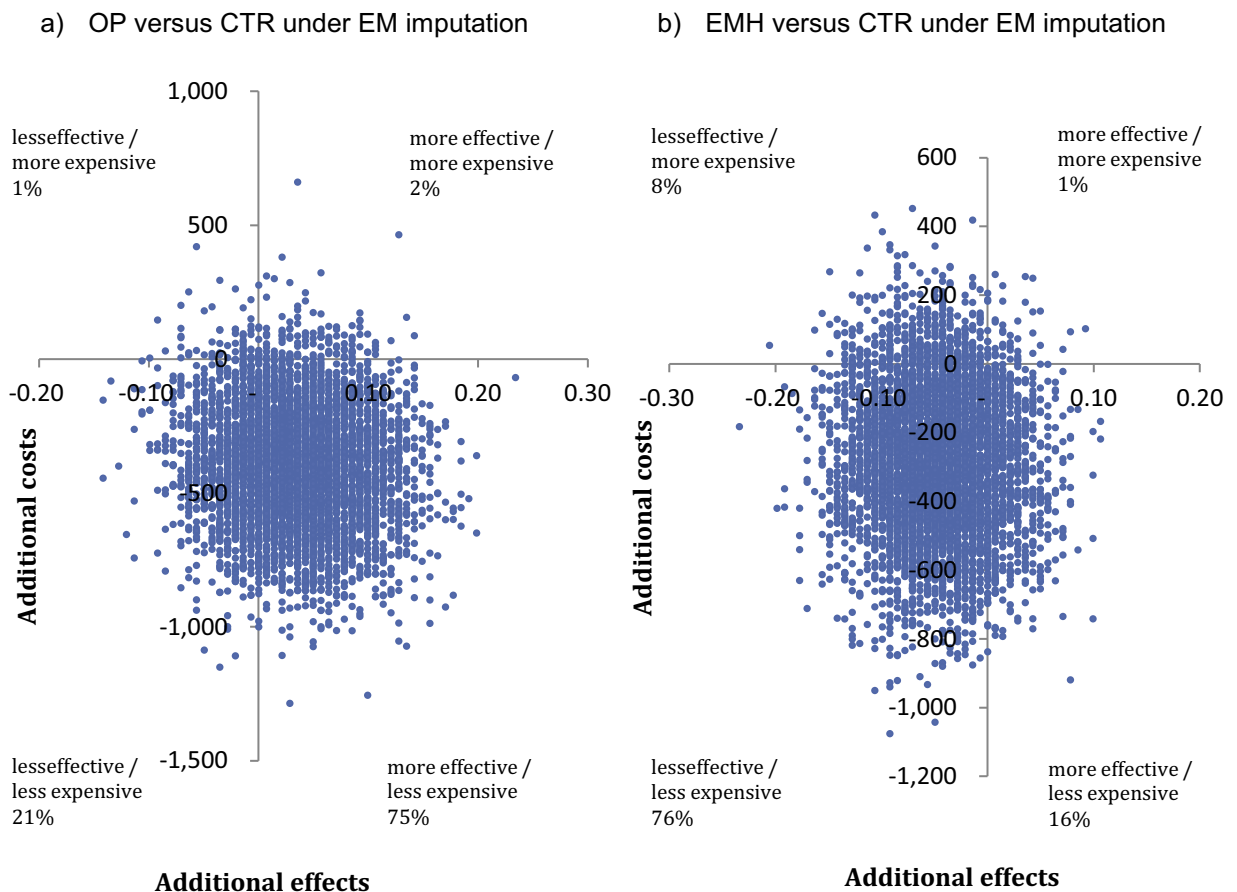 a) OP versus CTR under EM imputation
1,000
lesseffective /
more expensive
1%
more effective /
more expensive
2%
500
0
-0.20
-0.10
-
0.10
0.20
0.30
Additional costs
-500
-1,000
-1,500
lesseffective /
less expensive
21%
more effective /
less expensive
75%
Additional effects
b) EMH versus CTR under EM imputation
lesseffective /
more expensive
8%
more effective /
more expensive
1%
600
400
200
0
-0.30
-0.20
-0.10
-
0.10
0.20
Additional costs
-200
-400
-600
-800
-1,000
-1,200
lesseffective /
less expensive
76%
more effective /
less expensive
16%
Additional effects